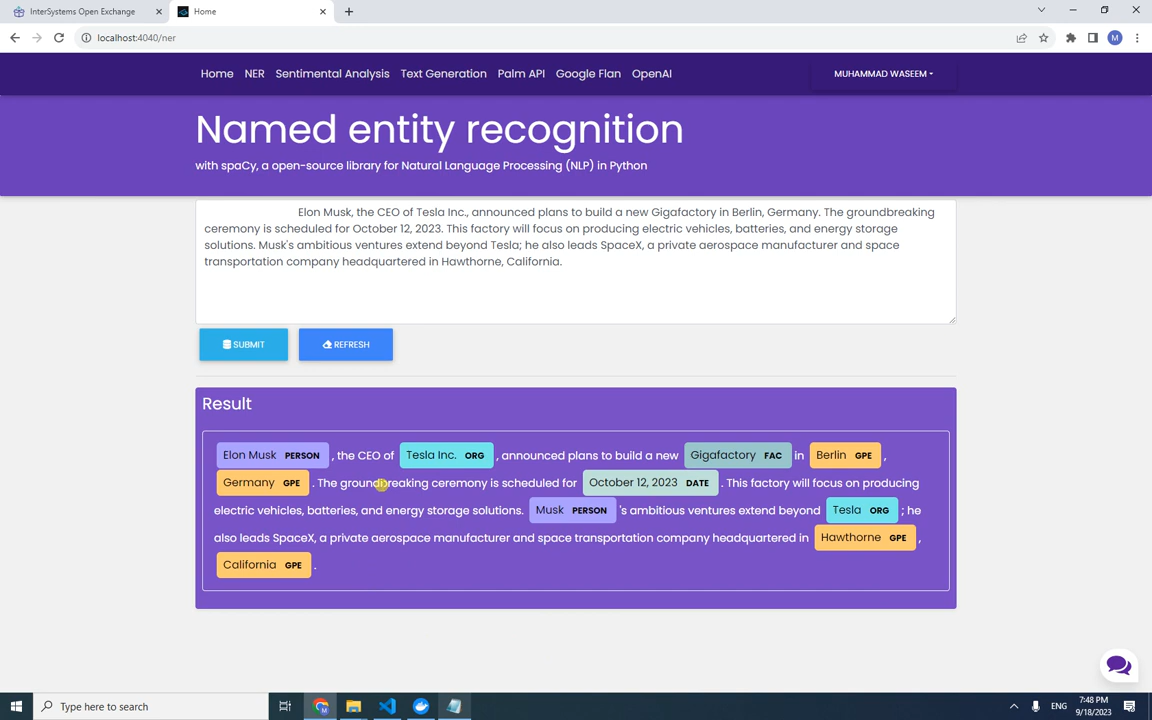 InterSystems Open Exchange
Home
localhost:4040/ner
M
Home NER Sentimental Analysis Text Generation Palm API Google Flan OpenAI MUHAMMAD WASEEM
Named entity recognition
with spaCy, a open-source library for Natural Language Processing (NLP) in Python
Elon Musk, the CEO of Tesla Inc., announced plans to build a new Gigafactory in Berlin, Germany. The groundbreaking
ceremony is scheduled for October 12, 2023. This factory will focus on producing electric vehicles, batteries, and energy storage
solutions. Musk's ambitious ventures extend beyond Tesla; he also leads SpaceX, a private aerospace manufacturer and space
transportation company headquartered in Hawthorne, California.
SUBMIT REFRESH
Result
Elon Musk PERSON , the CEO of Tesla Inc. ORG , announced plans to build a new Gigafactory FAC in Berlin GPE ,
Germany GPE . The groundbreaking ceremony is scheduled for October 12, 2023 DATE . This factory will focus on producing
electric vehicles, batteries, and energy storage solutions. Musk PERSON 's ambitious ventures extend beyond Tesla ORG ; he
also leads SpaceX, a private aerospace manufacturer and space transportation company headquartered in Hawthorne GPE ,
California GPE .
Type here to search
ENG
7:48 PM
9/18/2023